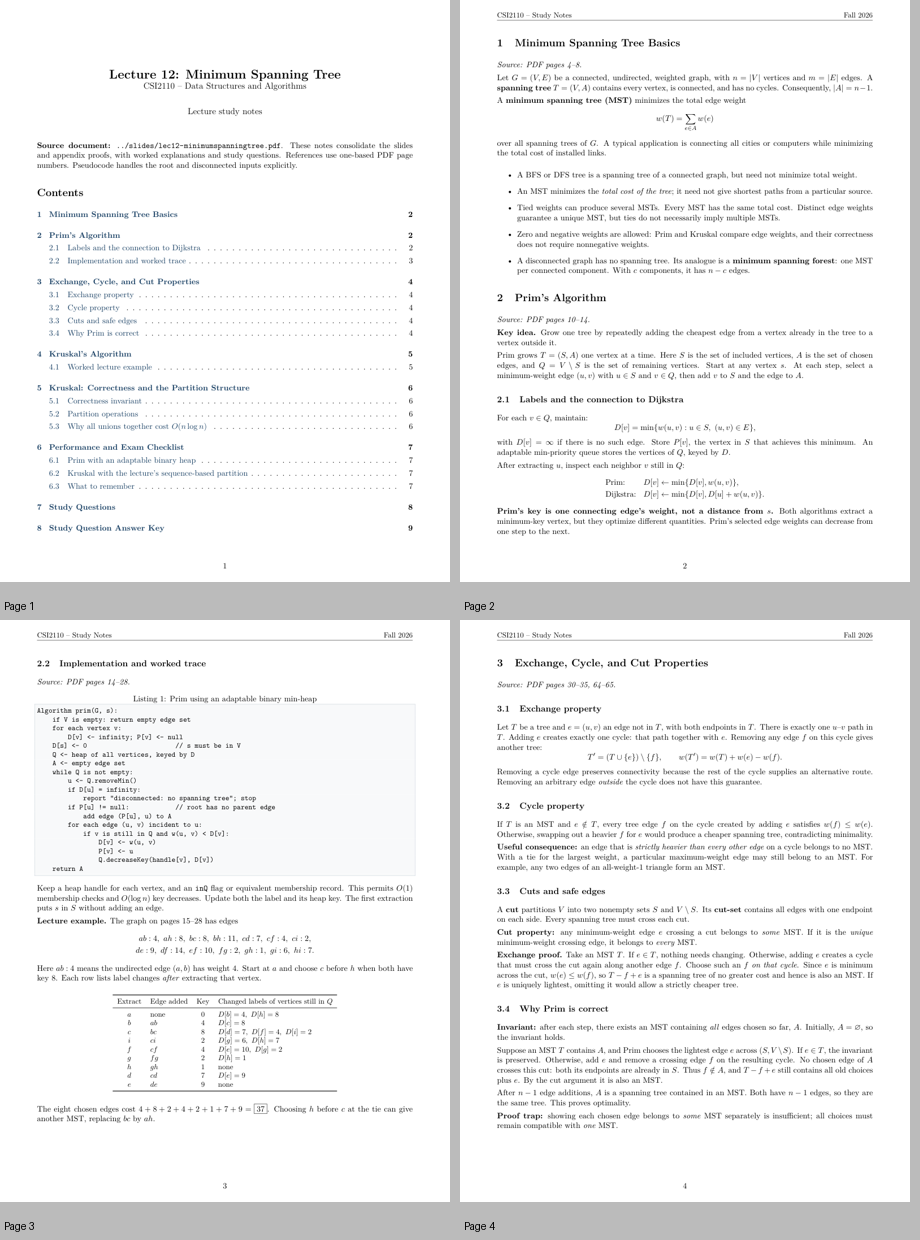 Lecture 12: Minimum Spanning Tree
CSI2110 – Data Structures and Algorithms
Lecture study notes
Source document: ../slides/lec12-minimumspanningtree.pdf. These notes consolidate the slides
and appendix proofs, with worked explanations and study questions. References use one-based PDF page
numbers. Pseudocode handles the root and disconnected inputs explicitly.
Contents
1 Minimum Spanning Tree Basics 2
2 Prim's Algorithm 2
2.1 Labels and the connection to Dijkstra . . . . . . . . . . 2
2.2 Implementation and worked trace . . . . . . . . . . 3
3 Exchange, Cycle, and Cut Properties 4
3.1 Exchange property . . . . . . . . . . 4
3.2 Cycle property . . . . . . . . . . 4
3.3 Cuts and safe edges . . . . . . . . . . 4
3.4 Why Prim is correct . . . . . . . . . . 4
4 Kruskal's Algorithm 5
4.1 Worked lecture example . . . . . . . . . . 5
5 Kruskal: Correctness and the Partition Structure 6
5.1 Correctness invariant . . . . . . . . . . 6
5.2 Partition operations . . . . . . . . . . 6
5.3 Why all unions together cost O(n log n) . . . . . . . . . . 6
6 Performance and Exam Checklist 7
6.1 Prim with an adaptable binary heap . . . . . . . . . . 7
6.2 Kruskal with the lecture's sequence-based partition . . . . . . . . . . 7
6.3 What to remember . . . . . . . . . . 7
7 Study Questions 8
8 Study Question Answer Key 9
1
Page 1
CSI2110 – Study Notes Fall 2026
1 Minimum Spanning Tree Basics
Source: PDF pages 4–8.
Let G = (V, E) be a connected, undirected, weighted graph, with n = |V| vertices and m = |E| edges. A
spanning tree T = (V, A) contains every vertex, is connected, and has no cycles. Consequently, |A| = n−1.
A minimum spanning tree (MST) minimizes the total edge weight
w(T) = ∑_{e∈A} w(e)
over all spanning trees of G. A typical application is connecting all cities or computers while minimizing
the total cost of installed links.
• A BFS or DFS tree is a spanning tree of a connected graph, but need not minimize total weight.
• An MST minimizes the total cost of the tree; it need not give shortest paths from a particular source.
• Tied weights can produce several MSTs. Every MST has the same total cost. Distinct edge weights
guarantee a unique MST, but ties do not necessarily imply multiple MSTs.
• Zero and negative weights are allowed: Prim and Kruskal compare edge weights, and their correctness
does not require nonnegative weights.
• A disconnected graph has no spanning tree. Its analogue is a minimum spanning forest: one MST
per connected component. With c components, it has n − c edges.
2 Prim's Algorithm
Source: PDF pages 10–14.
Key idea. Grow one tree by repeatedly adding the cheapest edge from a vertex already in the tree to a
vertex outside it.
Prim grows T = (S, A) one vertex at a time. Here S is the set of included vertices, A is the set of chosen
edges, and Q = V \ S is the set of remaining vertices. Start at any vertex s. At each step, select a
minimum-weight edge (u, v) with u ∈ S and v ∈ Q, then add v to S and the edge to A.
2.1 Labels and the connection to Dijkstra
For each v ∈ Q, maintain:
D[v] = min{w(u, v) : u ∈ S, (u, v) ∈ E},
with D[v] = ∞ if there is no such edge. Store P[v], the vertex in S that achieves this minimum. An
adaptable min-priority queue stores the vertices of Q, keyed by D.
After extracting u, inspect each neighbor v still in Q:
Prim: D[v] ← min{D[v], w(u, v)},
Dijkstra: D[v] ← min{D[v], D[u] + w(u, v)}.
Prim's key is one connecting edge's weight, not a distance from s. Both algorithms extract a
minimum-key vertex, but they optimize different quantities. Prim's selected edge weights can decrease from
one step to the next.
2
Page 2
CSI2110 – Study Notes Fall 2026
2.2 Implementation and worked trace
Source: PDF pages 14–28.
Listing 1: Prim using an adaptable binary min-heap
Algorithm prim(G, s):
if V is empty: return empty edge set
for each vertex v:
D[v] <- infinity; P[v] <- null
D[s] <- 0 // s must be in V
Q <- heap of all vertices, keyed by D
A <- empty edge set
while Q is not empty:
u <- Q.removeMin()
if D[u] = infinity:
report "disconnected: no spanning tree"; stop
if P[u] != null: // root has no parent edge
add edge (P[u], u) to A
for each edge (u, v) incident to u:
if v is still in Q and w(u, v) < D[v]:
D[v] <- w(u, v)
P[v] <- u
Q.decreaseKey(handle[v], D[v])
return A
Keep a heap handle for each vertex, and an inQ flag or equivalent membership record. This permits O(1)
membership checks and O(log n) key decreases. Update both the label and its heap key. The first extraction
puts s in S without adding an edge.
Lecture example. The graph on pages 15–28 has edges
ab : 4, ah : 8, bc : 8, bh : 11, cd : 7, cf : 4, ci : 2,
de : 9, df : 14, ef : 10, fg : 2, gh : 1, gi : 6, hi : 7.
Here ab : 4 means the undirected edge (a, b) has weight 4. Start at a and choose c before h when both have
key 8. Each row lists label changes after extracting that vertex.
Extract Edge added Key Changed labels of vertices still in Q
a none 0 D[b] = 4, D[h] = 8
b ab 4 D[c] = 8
c bc 8 D[d] = 7, D[f] = 4, D[i] = 2
i ci 2 D[g] = 6, D[h] = 7
f cf 4 D[e] = 10, D[g] = 2
g fg 2 D[h] = 1
h gh 1 none
d cd 7 D[e] = 9
e de 9 none
The eight chosen edges cost 4 + 8 + 2 + 4 + 2 + 1 + 7 + 9 = 37. Choosing h before c at the tie can give
another MST, replacing bc by ah.
3
Page 3
CSI2110 – Study Notes Fall 2026
3 Exchange, Cycle, and Cut Properties
Source: PDF pages 30–35, 64–65.
3.1 Exchange property
Let T be a tree and e = (u, v) an edge not in T, with both endpoints in T. There is exactly one u–v path in
T. Adding e creates exactly one cycle: that path together with e. Removing any edge f on this cycle gives
another tree:
T′ = (T ∪ {e}) \ {f}, w(T′) = w(T) + w(e) − w(f).
Removing a cycle edge preserves connectivity because the rest of the cycle supplies an alternative route.
Removing an arbitrary edge outside the cycle does not have this guarantee.
3.2 Cycle property
If T is an MST and e ∉ T, every tree edge f on the cycle created by adding e satisfies w(f) ≤ w(e).
Otherwise, swapping out a heavier f for e would produce a cheaper spanning tree, contradicting minimality.
Useful consequence: an edge that is strictly heavier than every other edge on a cycle belongs to no MST.
With a tie for the largest weight, a particular maximum-weight edge may still belong to an MST. For
example, any two edges of an all-weight-1 triangle form an MST.
3.3 Cuts and safe edges
A cut partitions V into two nonempty sets S and V \ S. Its cut-set contains all edges with one endpoint
on each side. Every spanning tree must cross this cut.
Cut property: any minimum-weight edge e crossing a cut belongs to some MST. If it is the unique
minimum-weight crossing edge, it belongs to every MST.
Exchange proof. Take an MST T. If e ∈ T, nothing needs changing. Otherwise, adding e creates a cycle
that must cross the cut again along another edge f. Choose such an f on that cycle. Since e is minimum
across the cut, w(e) ≤ w(f), so T − f + e is a spanning tree of no greater cost and hence is also an MST. If
e is uniquely lightest, omitting it would allow a strictly cheaper tree.
3.4 Why Prim is correct
Invariant: after each step, there exists an MST containing all edges chosen so far, A. Initially, A = ∅, so
the invariant holds.
Suppose an MST T contains A, and Prim chooses the lightest edge e across (S, V \ S). If e ∈ T, the invariant
is preserved. Otherwise, add e and remove a crossing edge f on the resulting cycle. No chosen edge of A
crosses this cut: both its endpoints are already in S. Thus f ∉ A, and T − f + e still contains all old choices
plus e. By the cut argument it is also an MST.
After n − 1 edge additions, A is a spanning tree contained in an MST. Both have n − 1 edges, so they are
the same tree. This proves optimality.
Proof trap: showing each chosen edge belongs to some MST separately is insufficient; all choices must
remain compatible with one MST.
4
Page 4